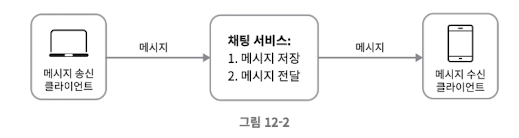 메시지 송신
클라이언트
메시지
채팅 서비스:
1. 메시지 저장
2. 메시지 전달
메시지
메시지 수신
클라이언트
그림 12-2